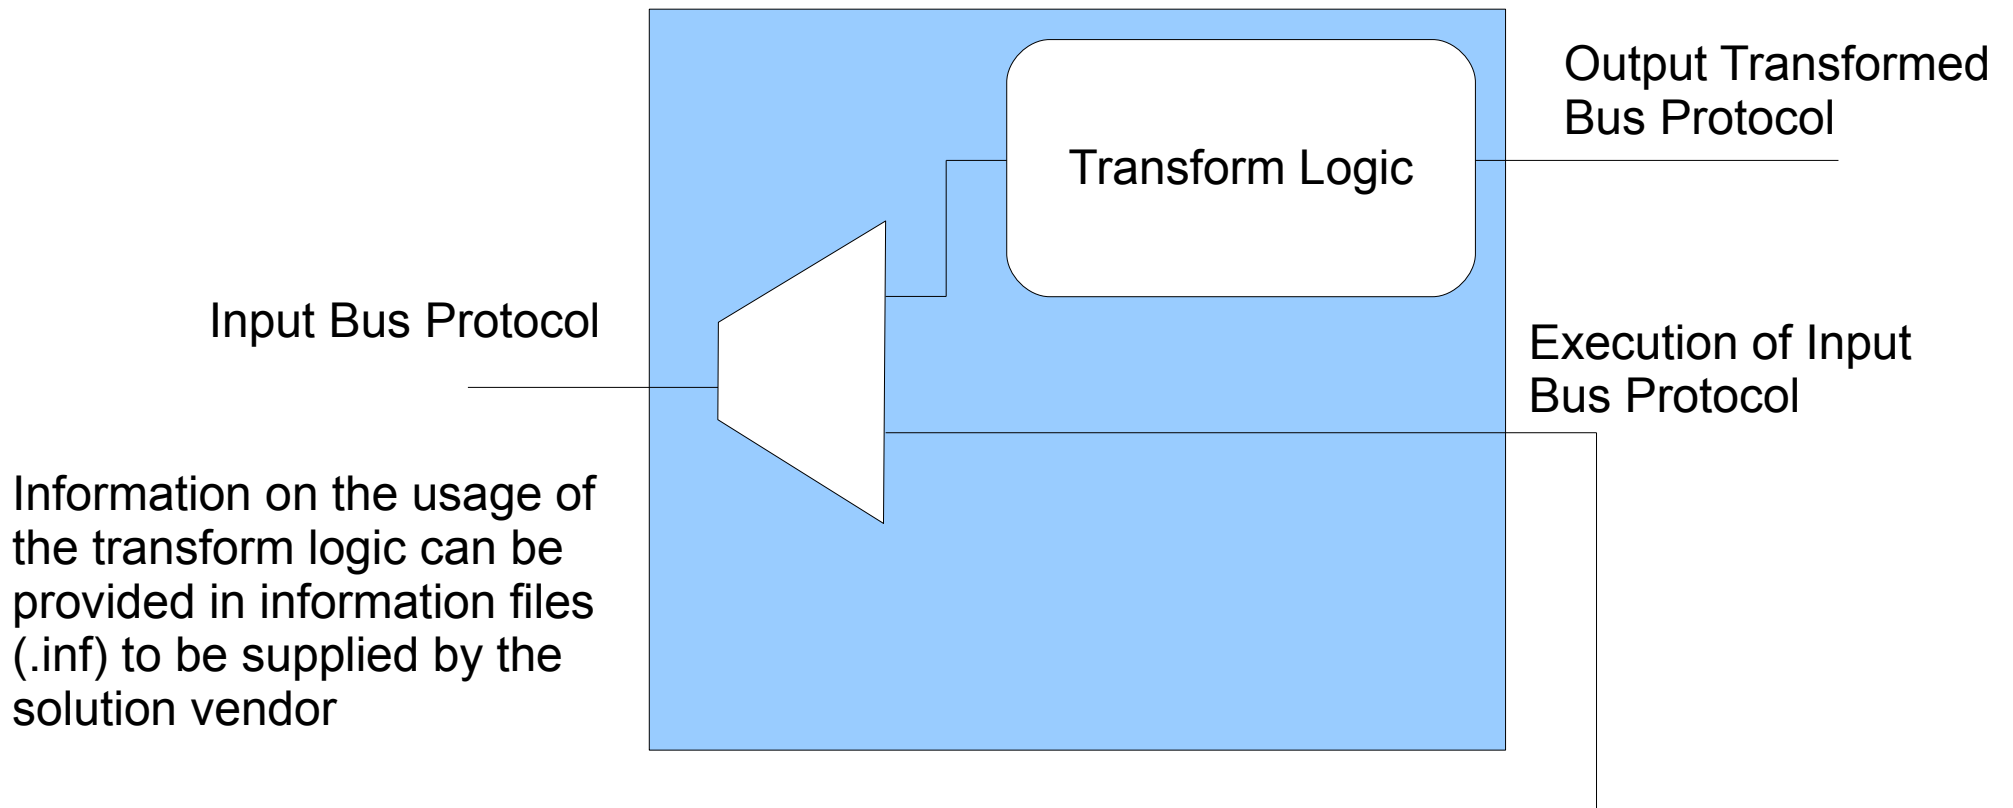 Output Transformed
Bus Protocol
Transform Logic
Input Bus Protocol
Execution of Input
Bus Protocol
Information on the usage of
the transform logic can be
provided in information files
(.inf) to be supplied by the
solution vendor